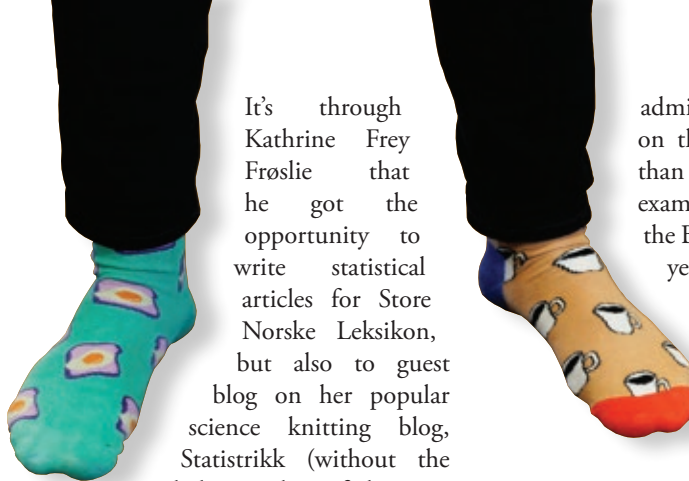 It's through
Kathrine Frey
Frøslie that
he got the
opportunity to
write statistical
articles for Store
Norske Leksikon,
but also to guest
blog on her popular
science knitting blog,
Statistrikk (without the
on th
than
exam
the E